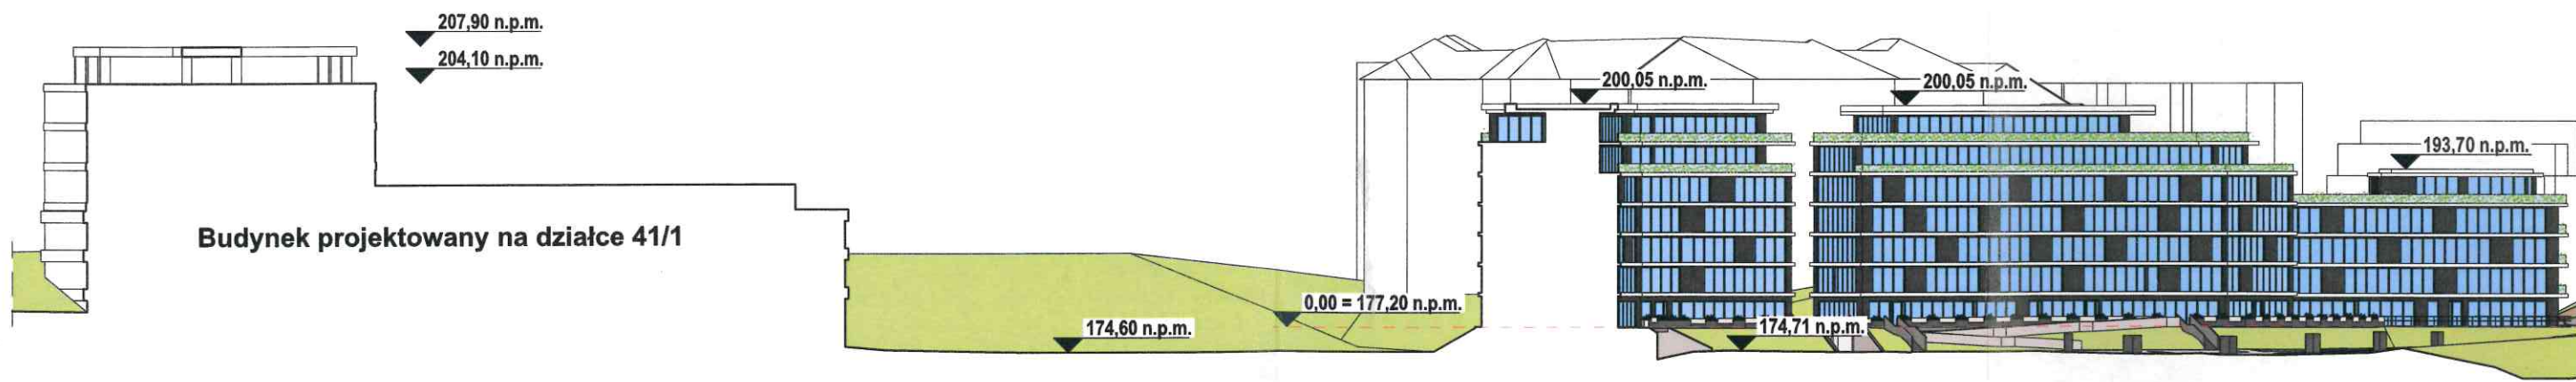 207,90 n.p.m.
204,10 n.p.m.
200,05 n.p.m.
200,05 n.p.m.
193,70 n.p.m.
Budynek projektowany na działce 41/1
0,00 = 177,20 n.p.m.
174,60 n.p.m.
174,71 n.p.m.